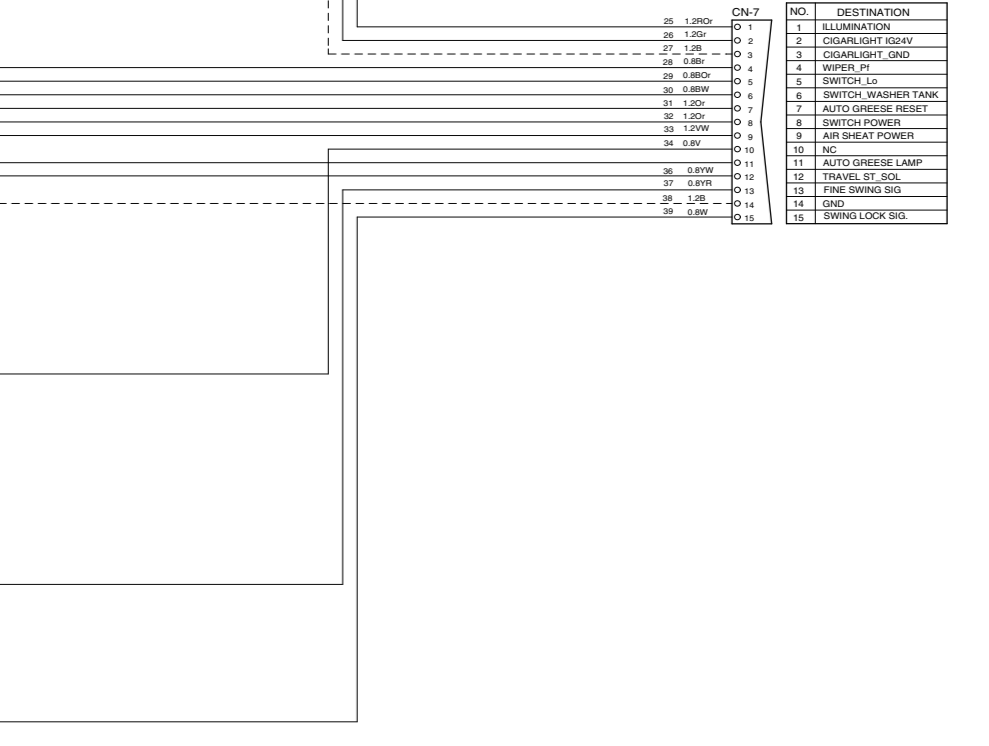 CN-7
25 1.2ROr 1
26 1.2Gr 2
27 1.2B 3
28 0.8Br 4
29 0.8BOr 5
30 0.8BW 6
31 1.2Or 7
32 1.2Or 8
33 1.2VW 9
34 0.8V 10
11
36 0.8YW 12
37 0.8YR 13
38 1.2B 14
39 0.8W 15
NO. DESTINATION
1 ILLUMINATION
2 CIGARLIGHT IG24V
3 CIGARLIGHT_GND
4 WIPER_Pf
5 SWITCH_Lo
6 SWITCH_WASHER TANK
7 AUTO GREESE RESET
8 SWITCH POWER
9 AIR SHEAT POWER
10 NC
11 AUTO GREESE LAMP
12 TRAVEL ST_SOL
13 FINE SWING SIG
14 GND
15 SWING LOCK SIG.